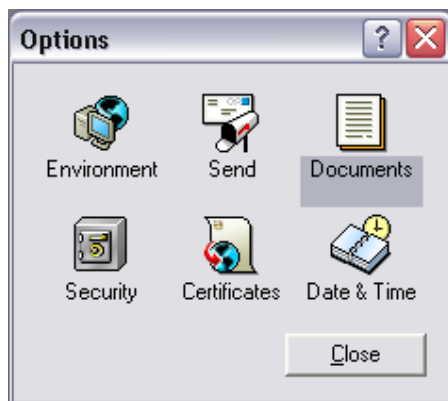 Options
Environment Send Documents
Security Certificates Date & Time
Close